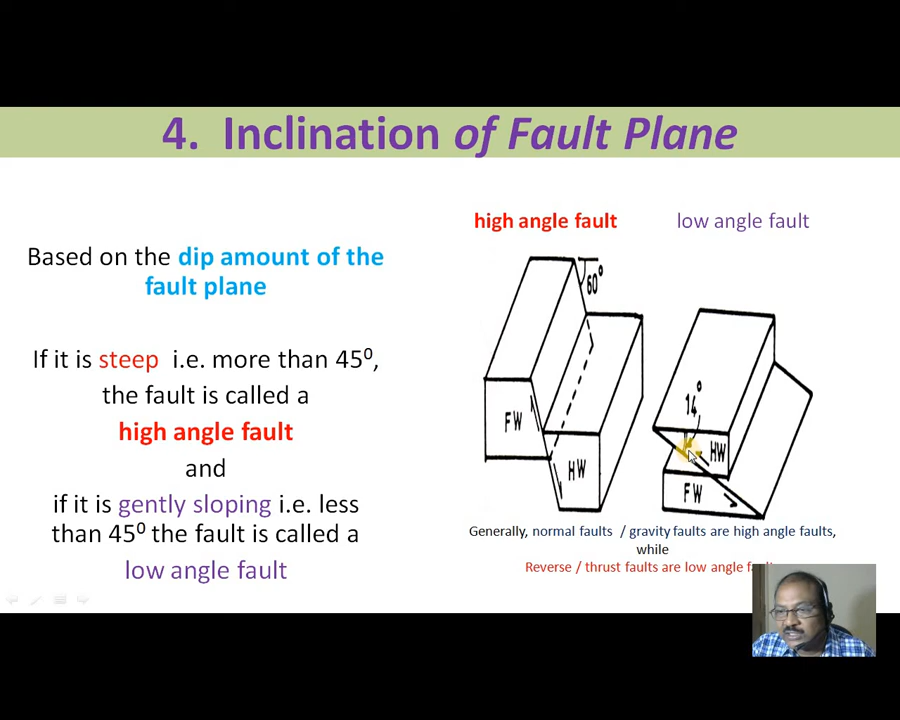 4. Inclination of Fault Plane
high angle fault
low angle fault
Based on the dip amount of the
fault plane
If it is steep i.e. more than 45⁰,
the fault is called a
high angle fault
and
if it is gently sloping i.e. less
than 45⁰ the fault is called a
low angle fault
60°
FW
HW
14°
HW
FW
Generally, normal faults / gravity faults are high angle faults,
while
Reverse / thrust faults are low angle